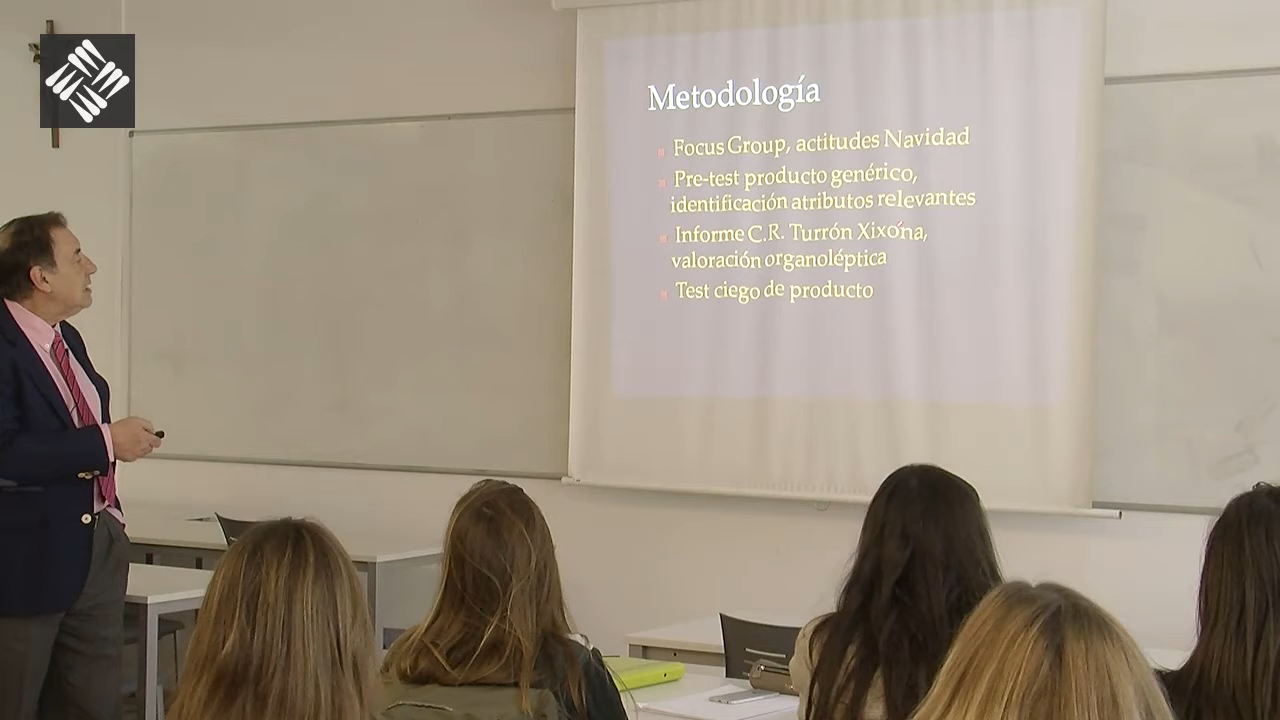 Metodología
Focus Group, actitudes Navidad
Pre-test producto genérico,
identificación atributos relevantes
Informe C.R. Turrón Xixona,
valoración organoléptica
Test ciego de producto